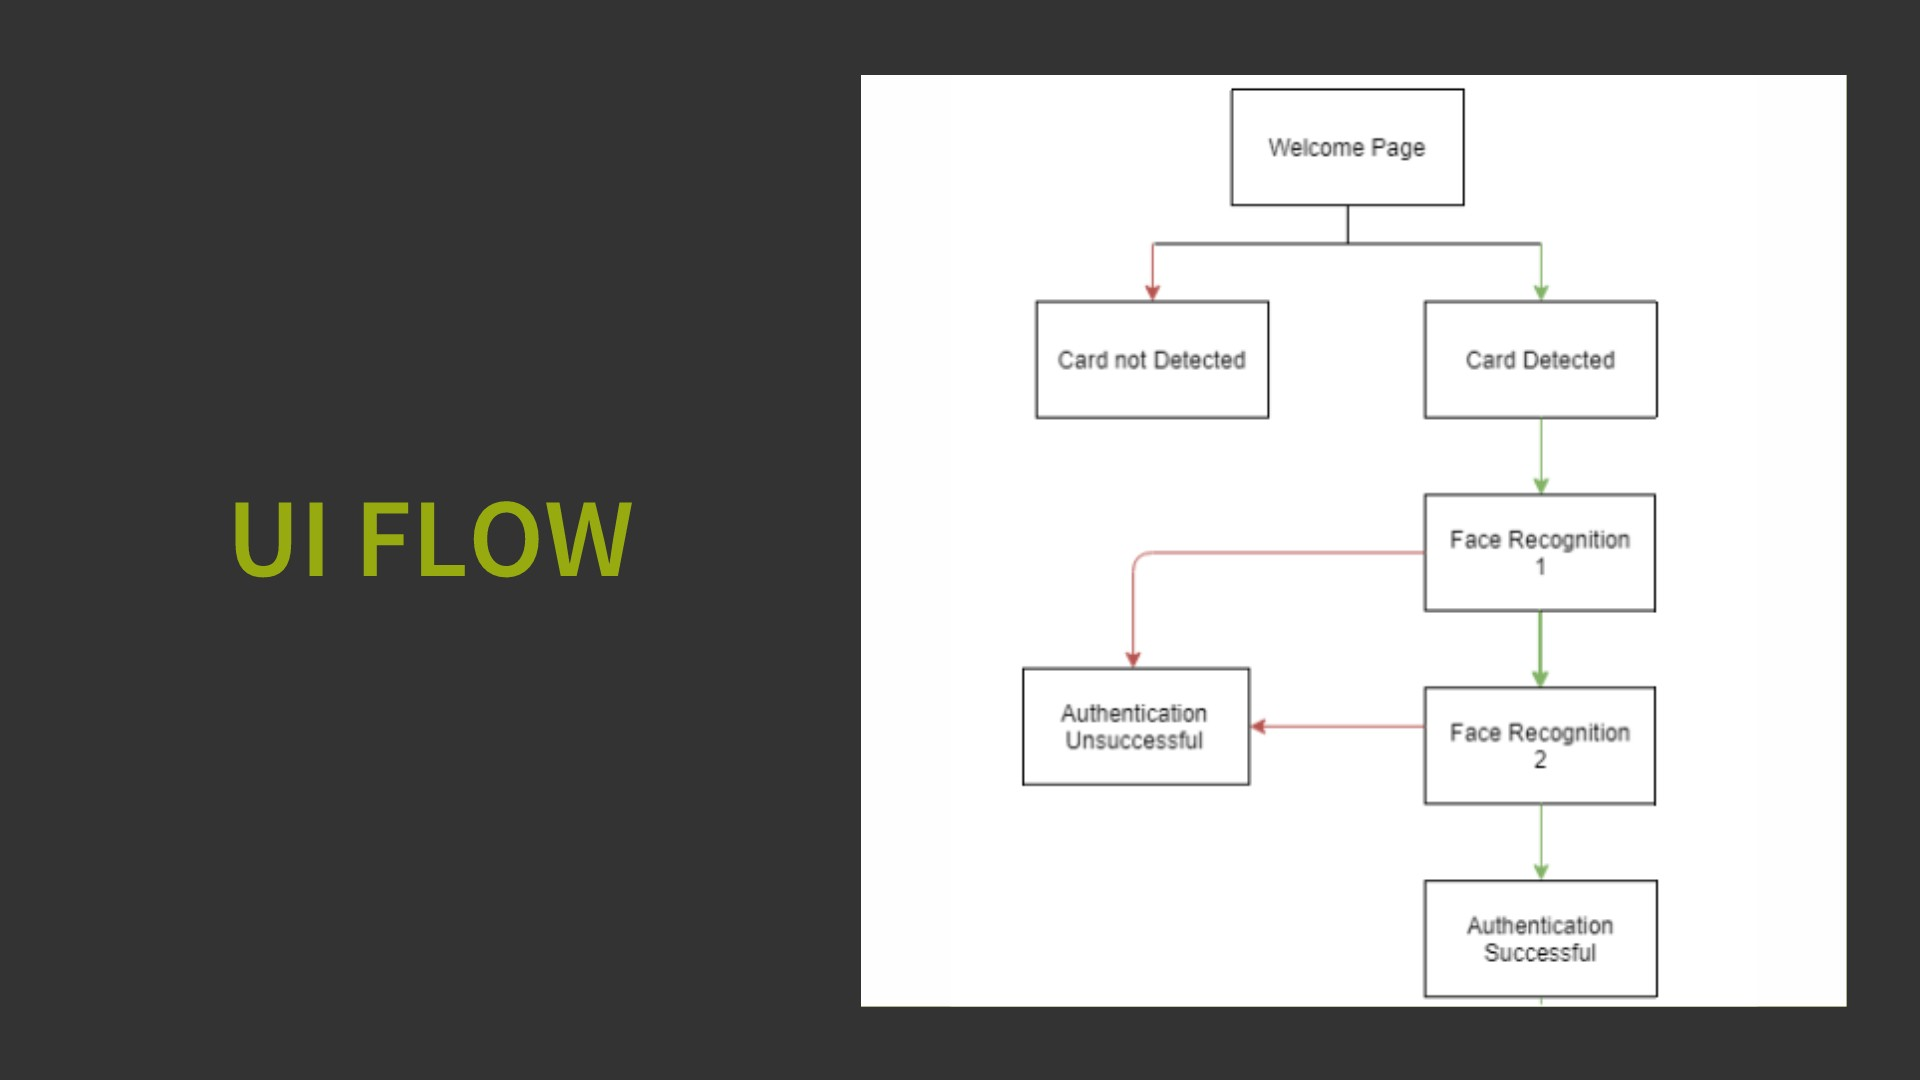 UI FLOW
Welcome Page
Card not Detected
Card Detected
Face Recognition
1
Authentication
Unsuccessful
Face Recognition
2
Authentication
Successful